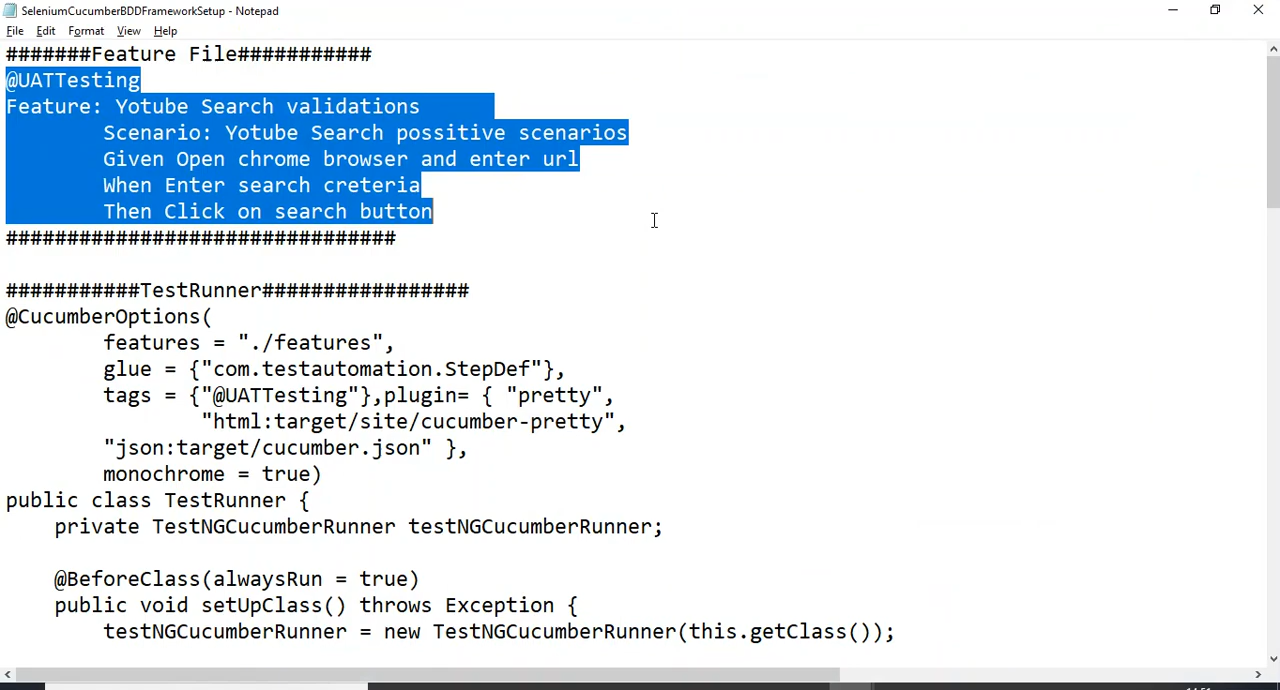 SeleniumCucumberBDDFrameworkSetup - Notepad
File Edit Format View Help
#######Feature File###########
@UATTesting
Feature: Yotube Search validations
Scenario: Yotube Search possitive scenarios
Given Open chrome browser and enter url
When Enter search creteria
Then Click on search button
################################
###########TestRunner#################
@CucumberOptions(
features = "./features",
glue = {"com.testautomation.StepDef"},
tags = {"@UATTesting"},plugin= { "pretty",
"html:target/site/cucumber-pretty",
"json:target/cucumber.json" },
monochrome = true)
public class TestRunner {
private TestNGCucumberRunner testNGCucumberRunner;
@BeforeClass(alwaysRun = true)
public void setUpClass() throws Exception {
testNGCucumberRunner = new TestNGCucumberRunner(this.getClass());